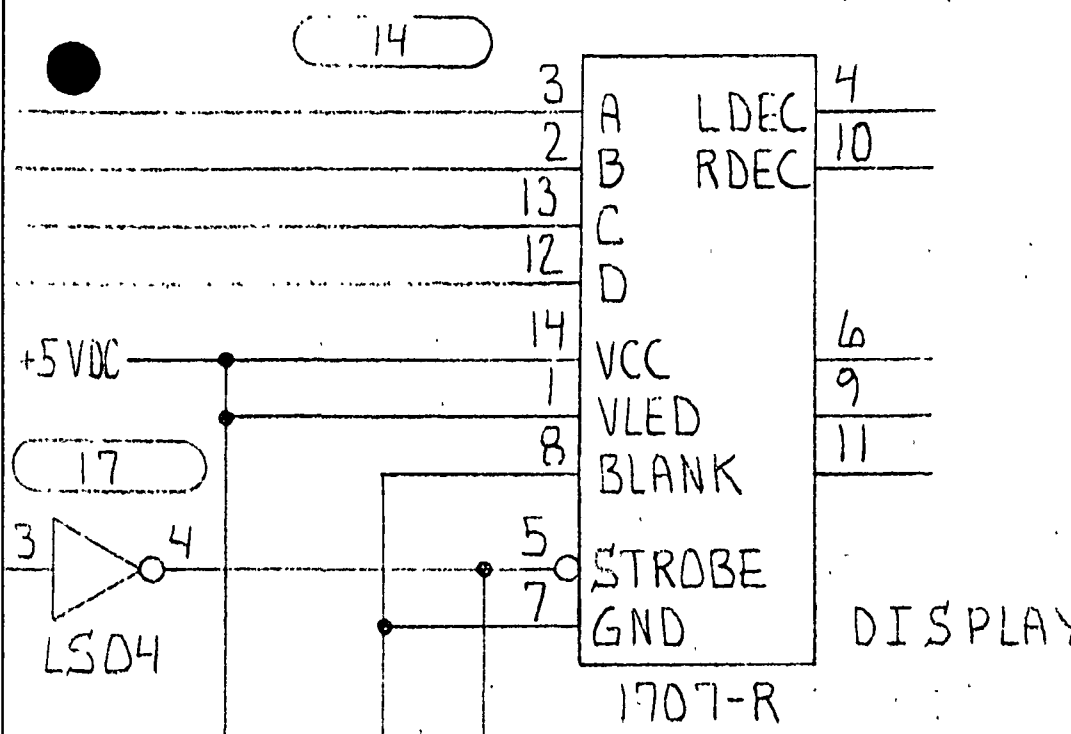 14
3 A LDEC 4
2 B RDEC 10
13 C
12 D
+5 VDC 14 VCC 6
1 VLED 9
17 8 BLANK 11
3 4 5 STROBE
7 GND DISPLAY
LS04
1707-R